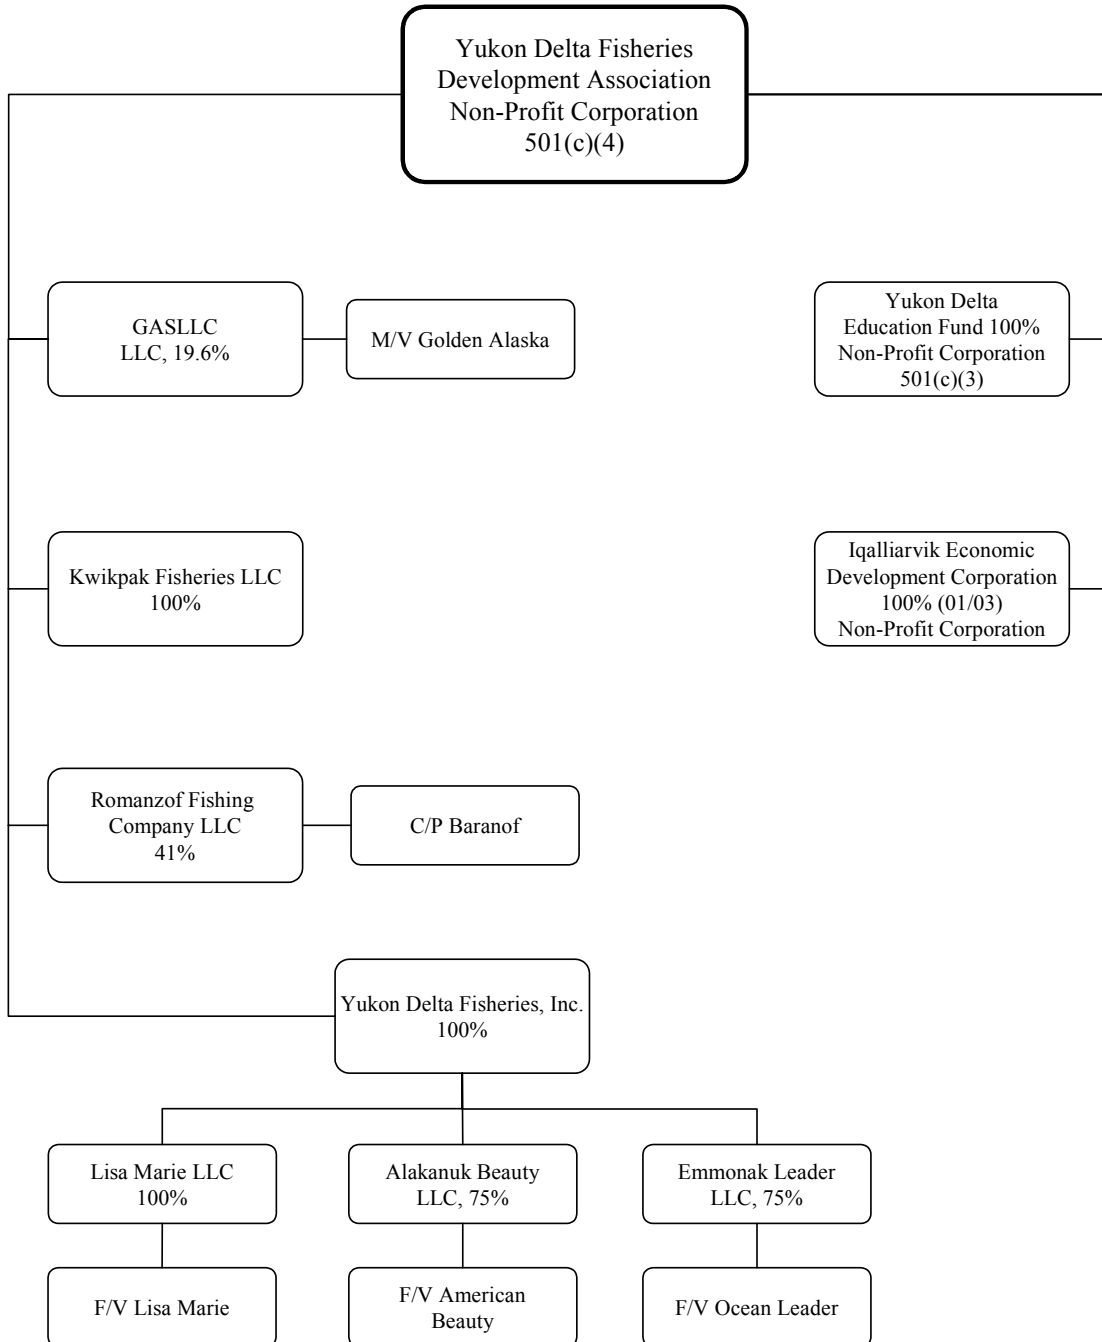 Yukon Delta Fisheries
Development Association
Non-Profit Corporation
501(c)(4)
GASLLC
LLC, 19.6%
M/V Golden Alaska
Yukon Delta
Education Fund 100%
Non-Profit Corporation
501(c)(3)
Kwikpak Fisheries LLC
100%
Iqalliarvik Economic
Development Corporation
100% (01/03)
Non-Profit Corporation
Romanzof Fishing
Company LLC
41%
C/P Baranof
Yukon Delta Fisheries, Inc.
100%
Lisa Marie LLC
100%
Alakanuk Beauty
LLC, 75%
Emmonak Leader
LLC, 75%
F/V Lisa Marie
F/V American
Beauty
F/V Ocean Leader